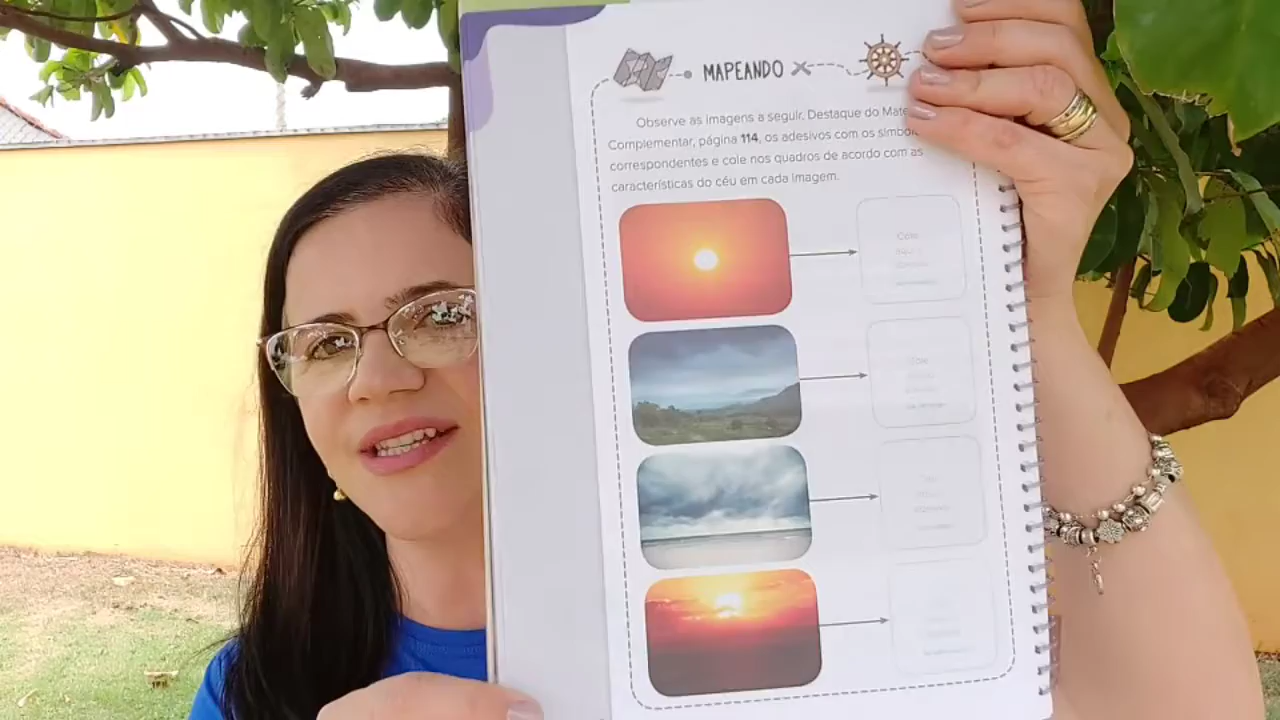 MAPEANDO
Observe as imagens a seguir. Destaque do
Complementar, página 114, os adesivos com os
correspondentes e cole nos quadros de acordo com as
características do céu em cada imagem.
Cole